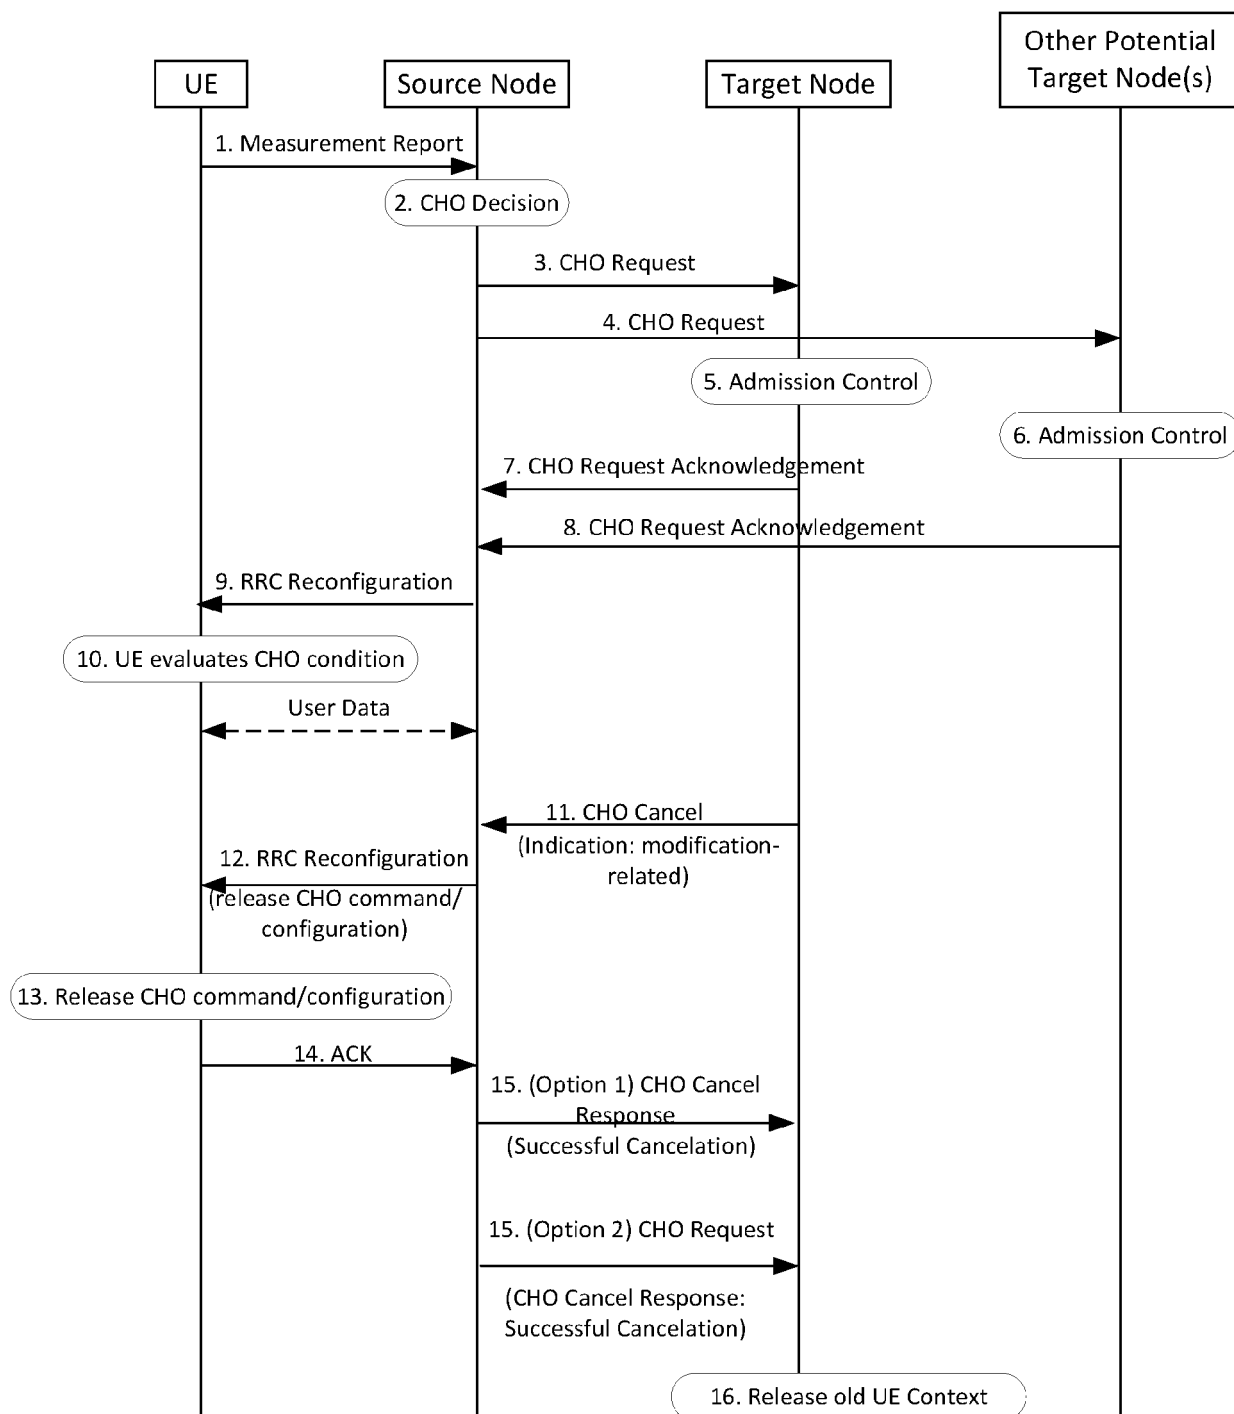 Other Potential
Target Node(s)
UE
Source Node
Target Node
1. Measurement Report
2. CHO Decision
3. CHO Request
4. CHO Request
5. Admission Control
6. Admission Control
7. CHO Request Acknowledgement
8. CHO Request Acknowledgement
9. RRC Reconfiguration
10. UE evaluates CHO condition
User Data
11. CHO Cancel
(Indication: modification-
related)
12. RRC Reconfiguration
(release CHO command/
configuration)
13. Release CHO command/configuration
14. ACK
15. (Option 1) CHO Cancel
Response
(Successful Cancelation)
15. (Option 2) CHO Request
(CHO Cancel Response:
Successful Cancelation)
16. Release old UE Context